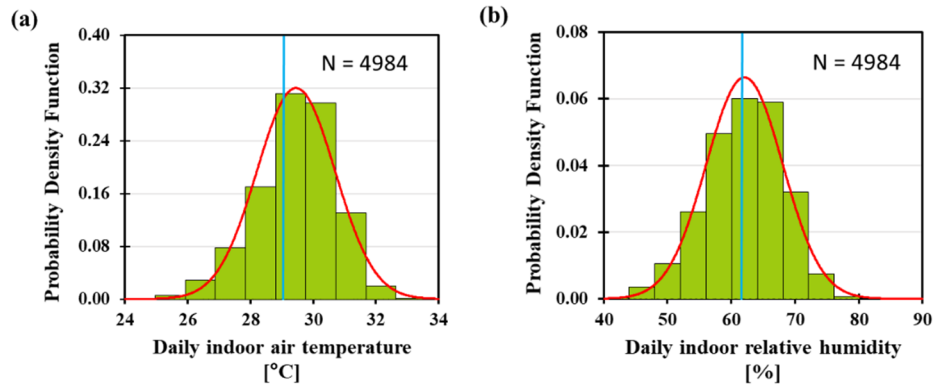 (a)
Probability Density Function
0.40
0.32
0.24
0.16
0.08
0.00
N = 4984
24 26 28 30 32 34
Daily indoor air temperature
[°C]
(b)
Probability Density Function
0.08
0.06
0.04
0.02
0.00
N = 4984
40 50 60 70 80 90
Daily indoor relative humidity
[%]